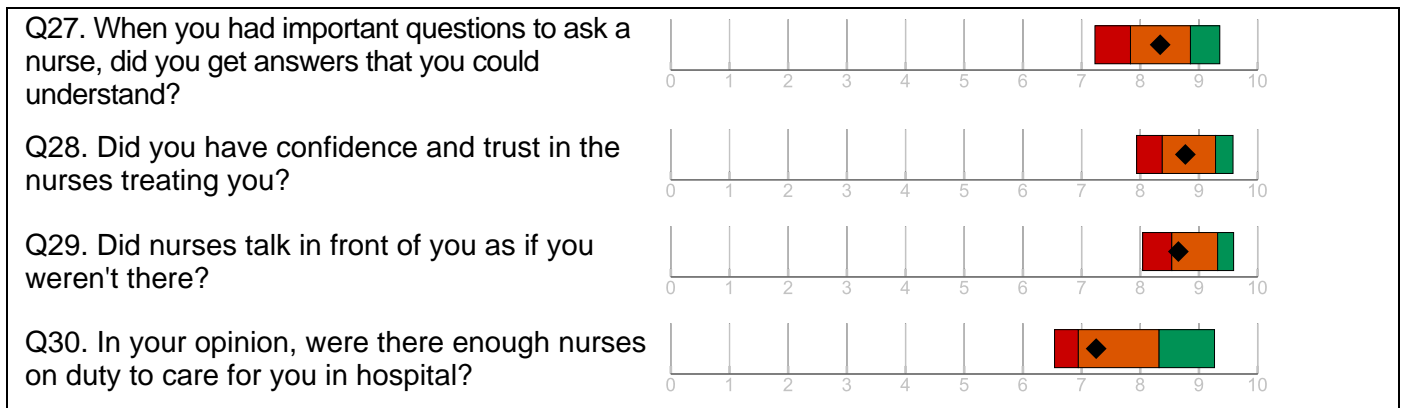 Q27. When you had important questions to ask a
nurse, did you get answers that you could
understand?
0 1 2 3 4 5 6 7 8 9 10
Q28. Did you have confidence and trust in the
nurses treating you?
0 1 2 3 4 5 6 7 8 9 10
Q29. Did nurses talk in front of you as if you
weren't there?
0 1 2 3 4 5 6 7 8 9 10
Q30. In your opinion, were there enough nurses
on duty to care for you in hospital?
0 1 2 3 4 5 6 7 8 9 10